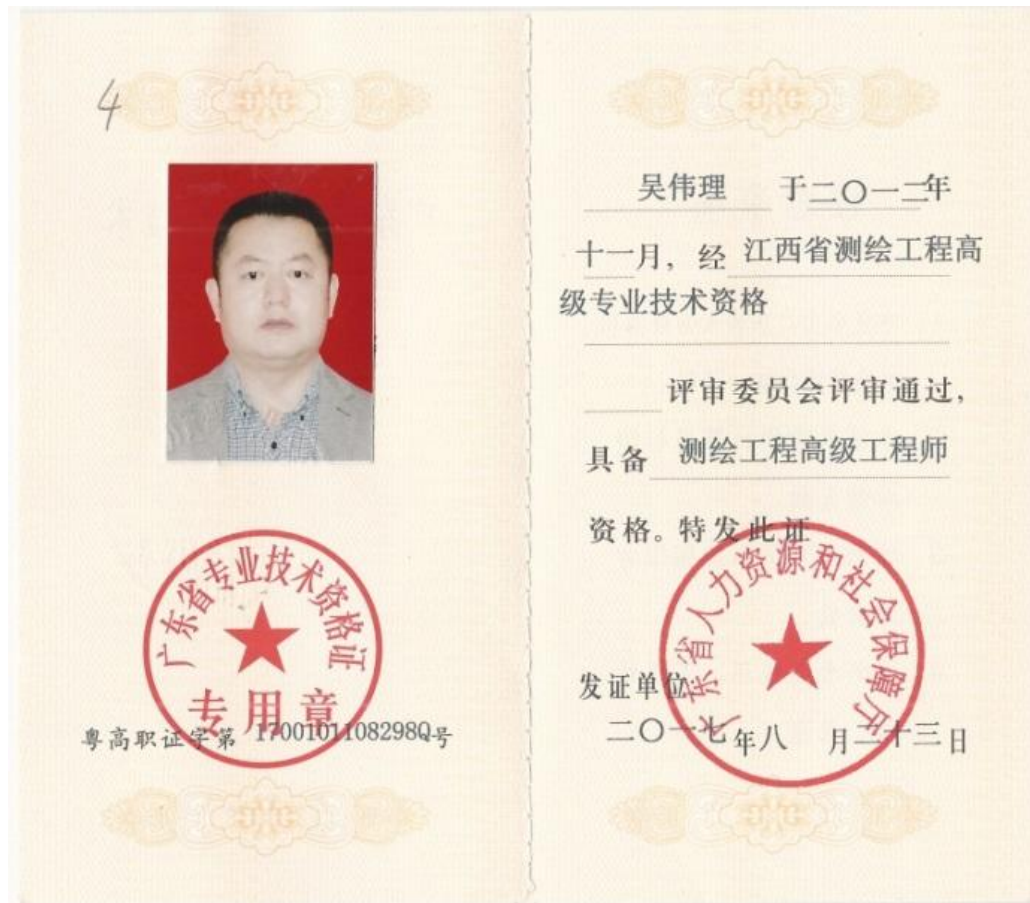 4
广东省专业技术资格证
专用章
粤高职证字第 1700101108298Q号
吴伟理 于二〇一二年
十一月，经 江西省测绘工程高
级专业技术资格
评审委员会评审通过，
具备 测绘工程高级工程师
资格。特发此证
广东省人力资源和社会保障厅
发证单位
二〇一七年八 月二十三日